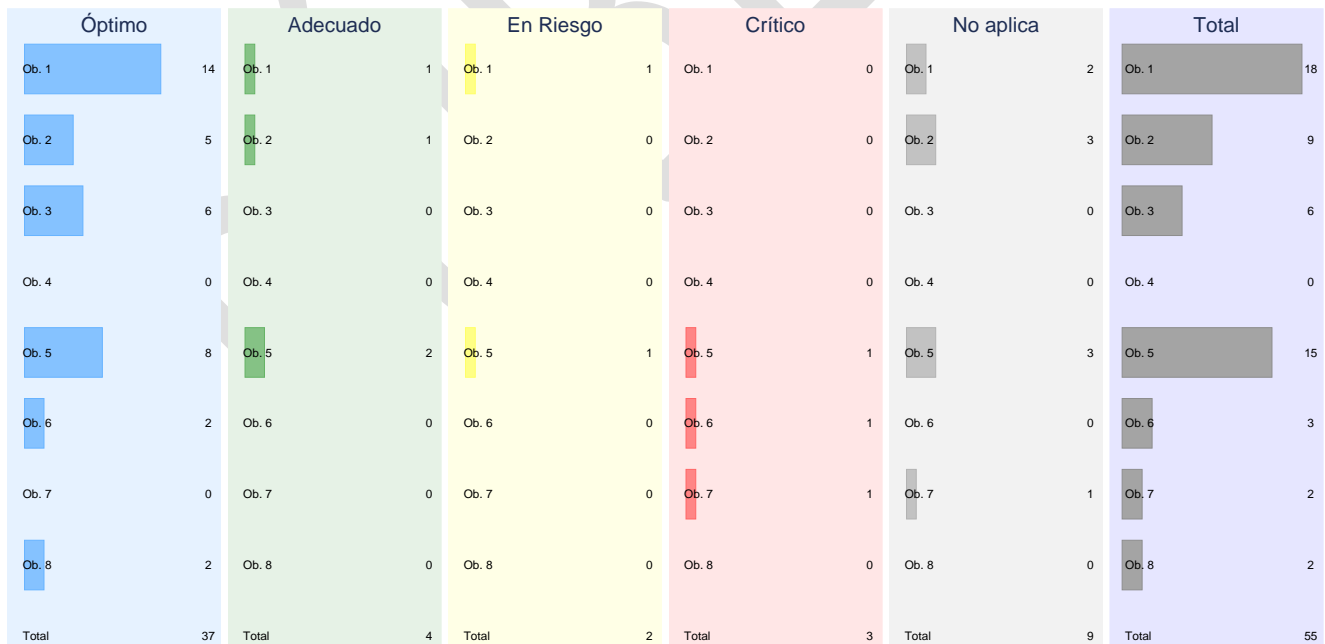 Óptimo Adecuado En Riesgo Crítico No aplica Total
Ob. 1 14 Ob. 1 1 Ob. 1 1 Ob. 1 0 Ob. 1 2 Ob. 1 18
Ob. 2 5 Ob. 2 1 Ob. 2 0 Ob. 2 0 Ob. 2 3 Ob. 2 9
Ob. 3 6 Ob. 3 0 Ob. 3 0 Ob. 3 0 Ob. 3 0 Ob. 3 6
Ob. 4 0 Ob. 4 0 Ob. 4 0 Ob. 4 0 Ob. 4 0 Ob. 4 0
Ob. 5 8 Ob. 5 2 Ob. 5 1 Ob. 5 1 Ob. 5 3 Ob. 5 15
Ob. 6 2 Ob. 6 0 Ob. 6 0 Ob. 6 1 Ob. 6 0 Ob. 6 3
Ob. 7 0 Ob. 7 0 Ob. 7 0 Ob. 7 1 Ob. 7 1 Ob. 7 2
Ob. 8 2 Ob. 8 0 Ob. 8 0 Ob. 8 0 Ob. 8 0 Ob. 8 2
Total 37 Total 4 Total 2 Total 3 Total 9 Total 55